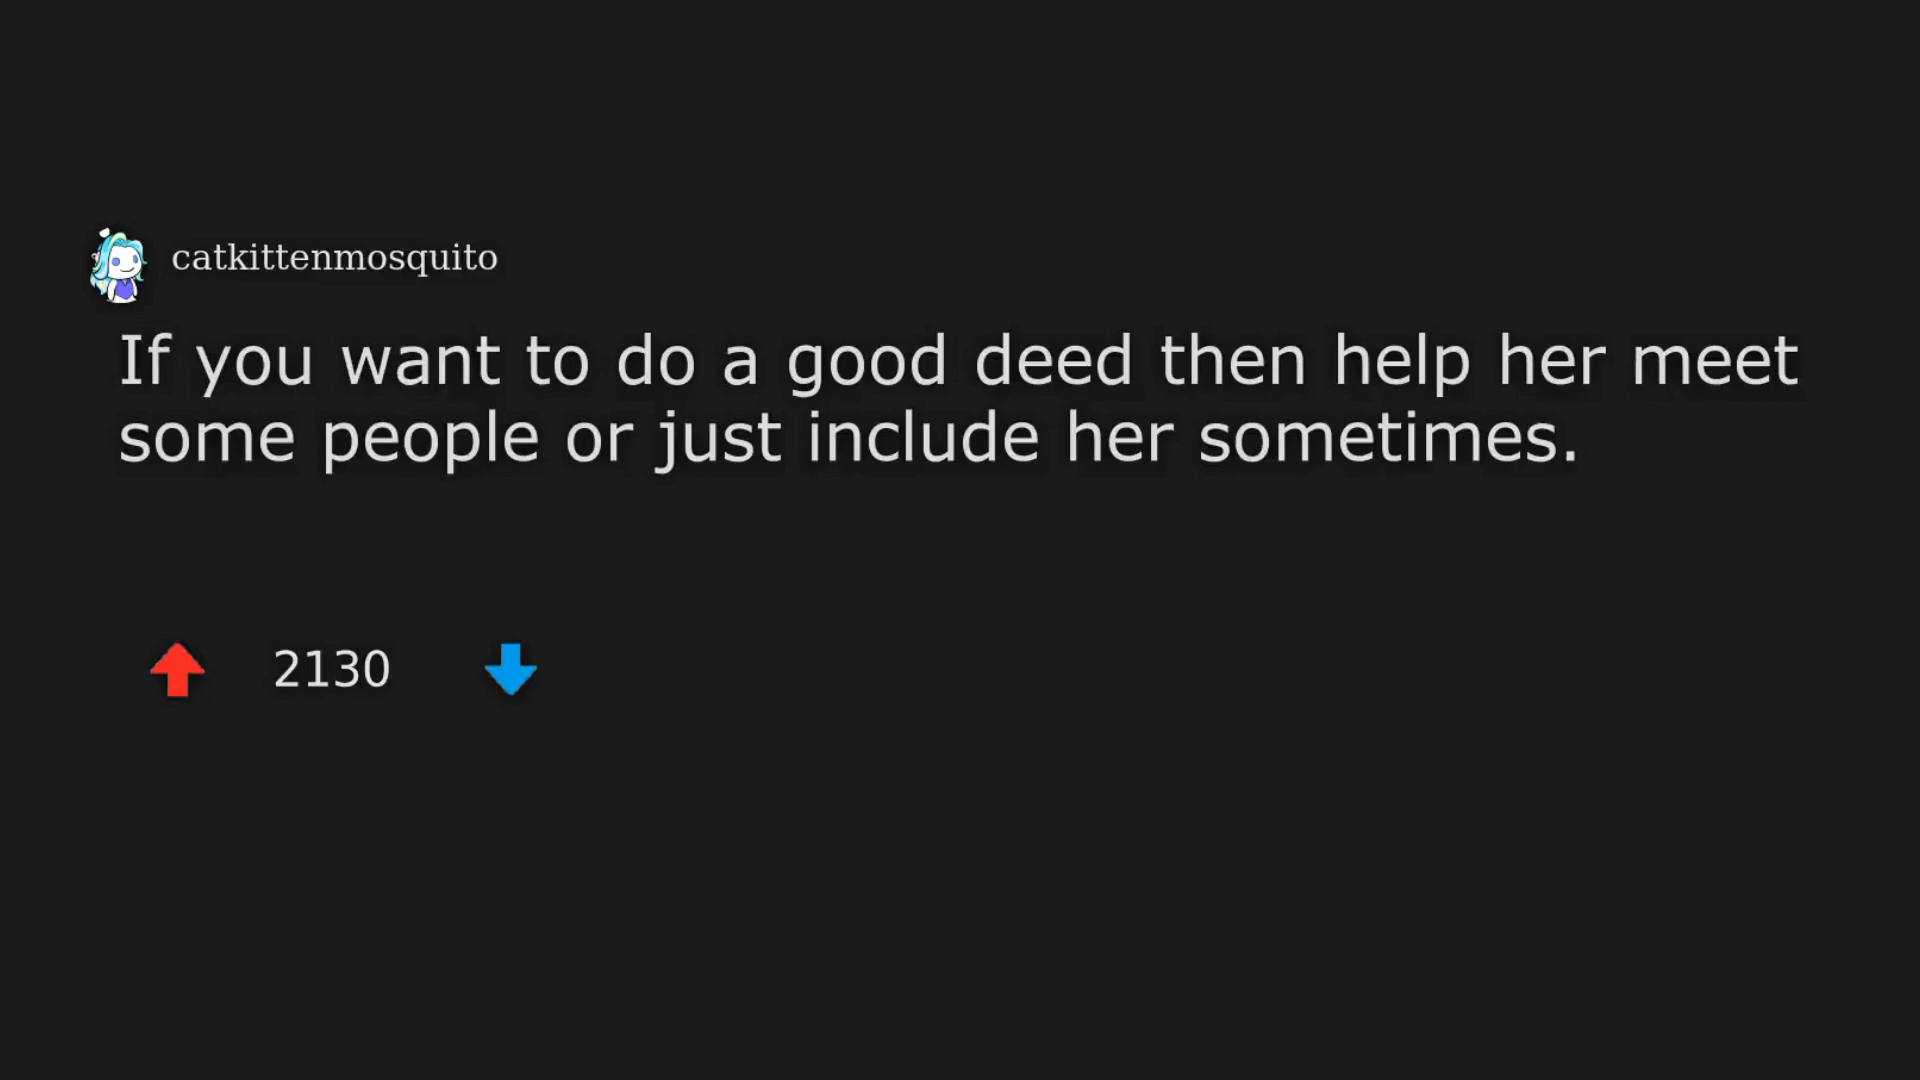 catkittenmosquito
If you want to do a good deed then help her meet
some people or just include her sometimes.
2130